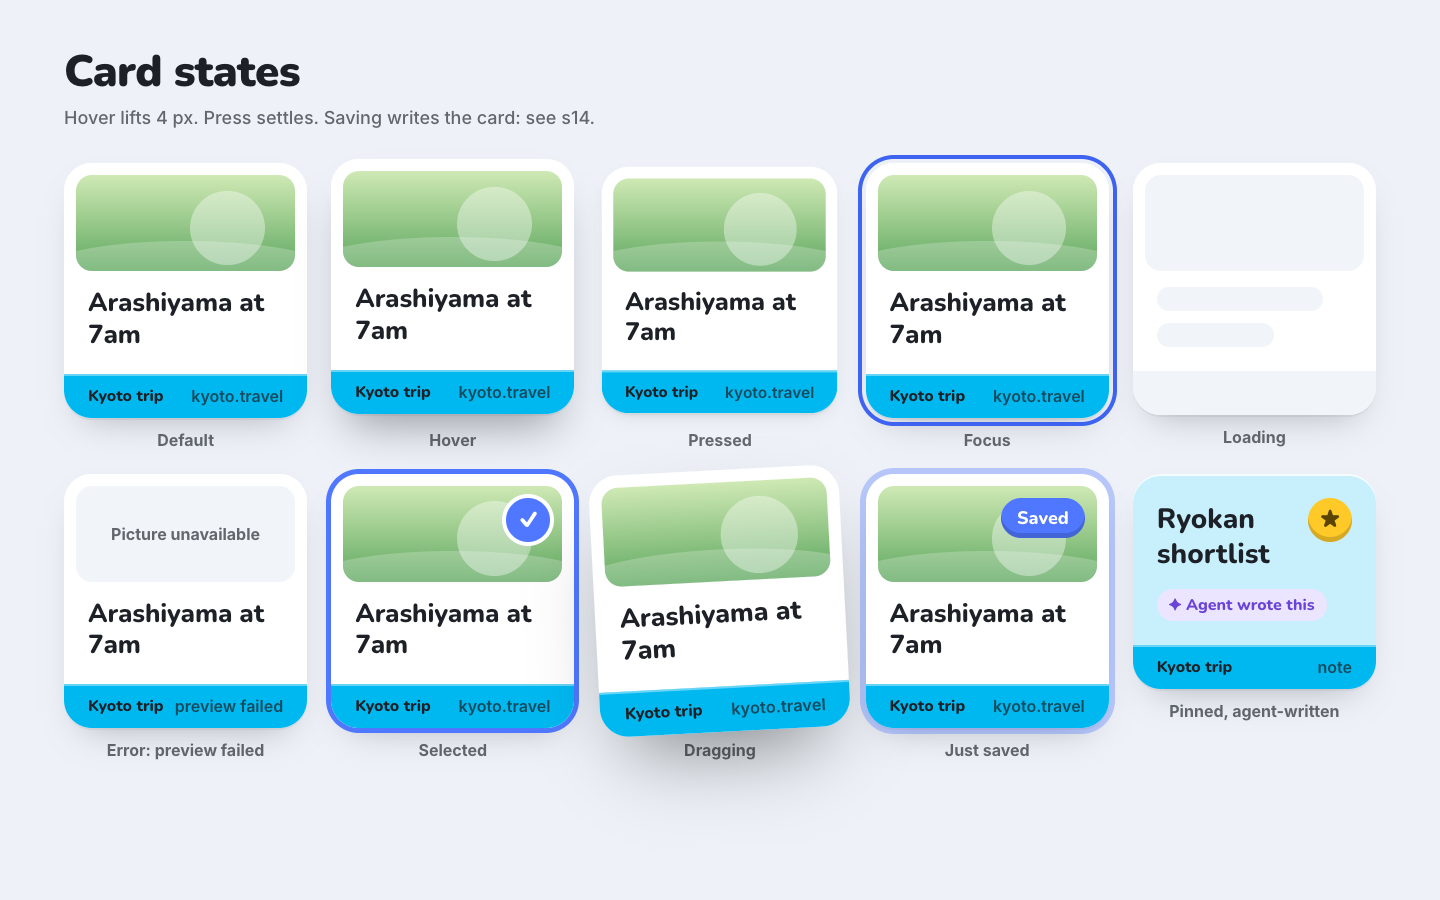 Card states
Hover lifts 4 px. Press settles. Saving writes the card: see s14.
Arashiyama at
7am
Kyoto trip kyoto.travel
Default
Arashiyama at
7am
Kyoto trip kyoto.travel
Hover
Arashiyama at
7am
Kyoto trip kyoto.travel
Pressed
Arashiyama at
7am
Kyoto trip kyoto.travel
Focus
Loading
Picture unavailable
Arashiyama at
7am
Kyoto trip preview failed
Error: preview failed
Arashiyama at
7am
Kyoto trip kyoto.travel
Selected
Arashiyama at
7am
Kyoto trip kyoto.travel
Dragging
Saved
Arashiyama at
7am
Kyoto trip kyoto.travel
Just saved
Ryokan
shortlist
Agent wrote this
Kyoto trip note
Pinned, agent-written